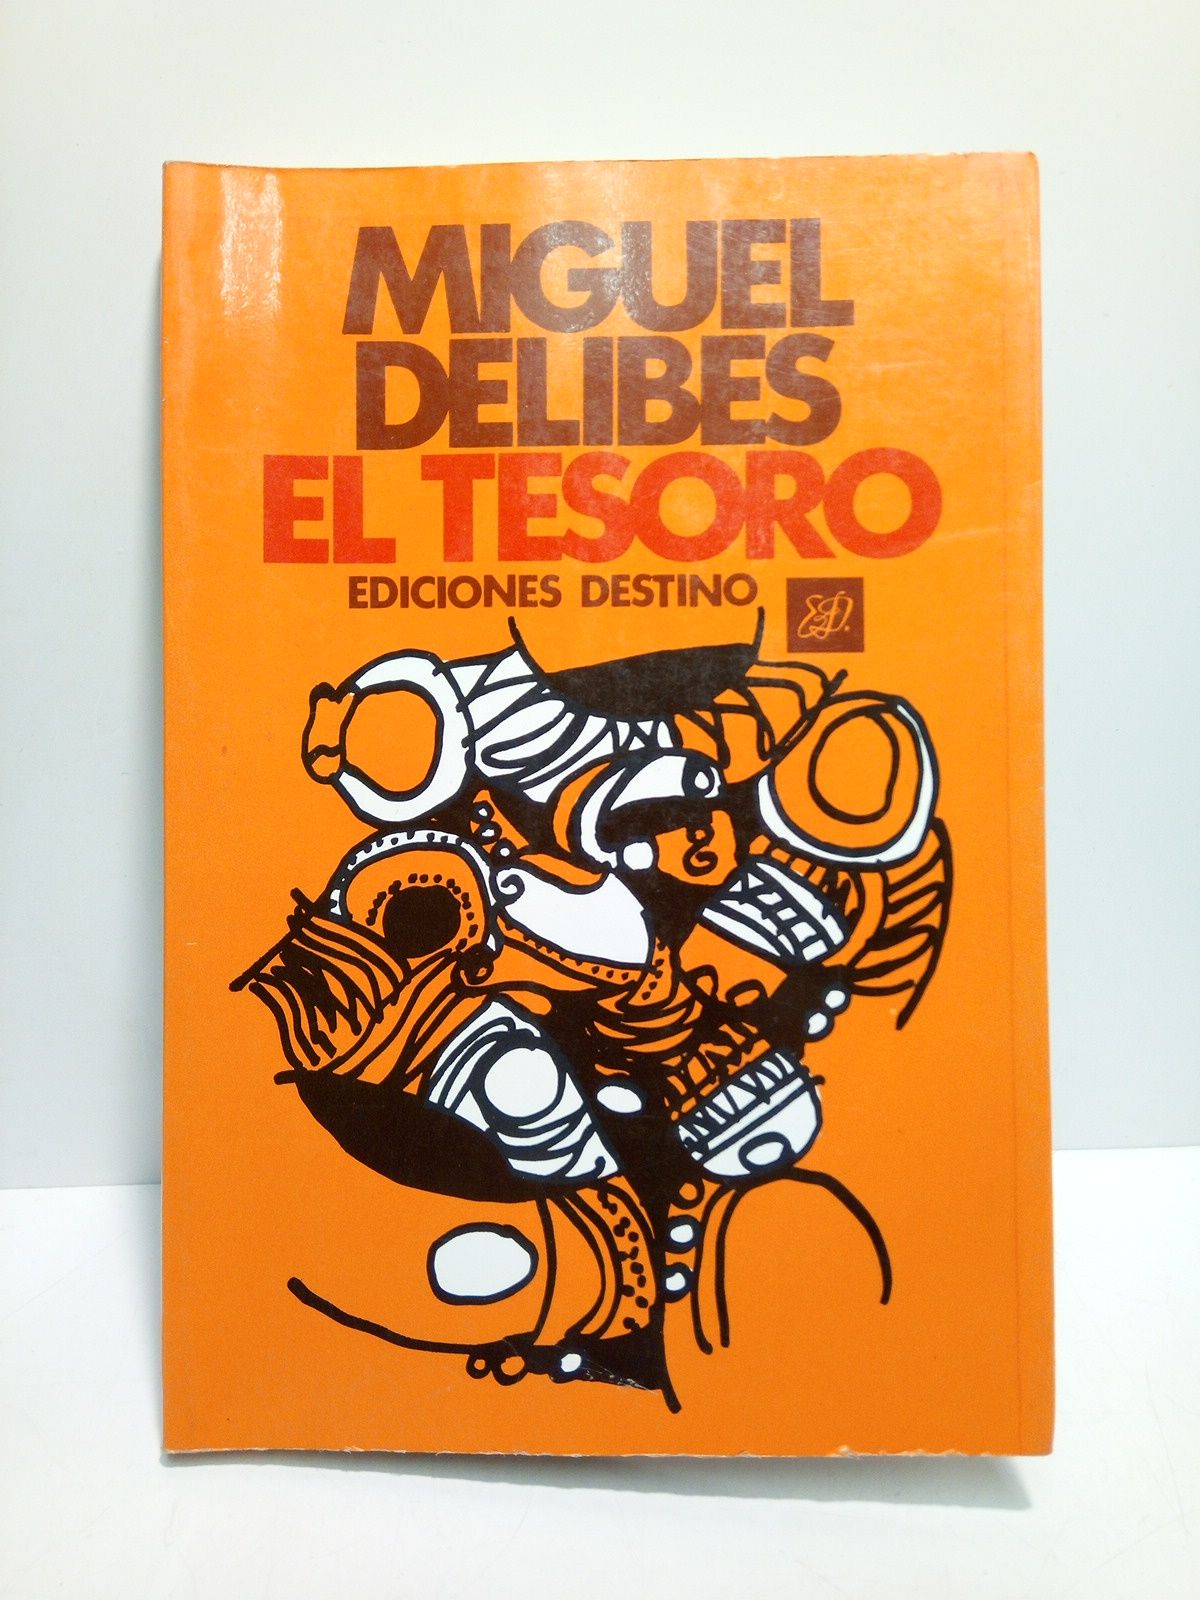 MIGUEL
DELIBES
EL TESORO
EDICIONES DESTINO